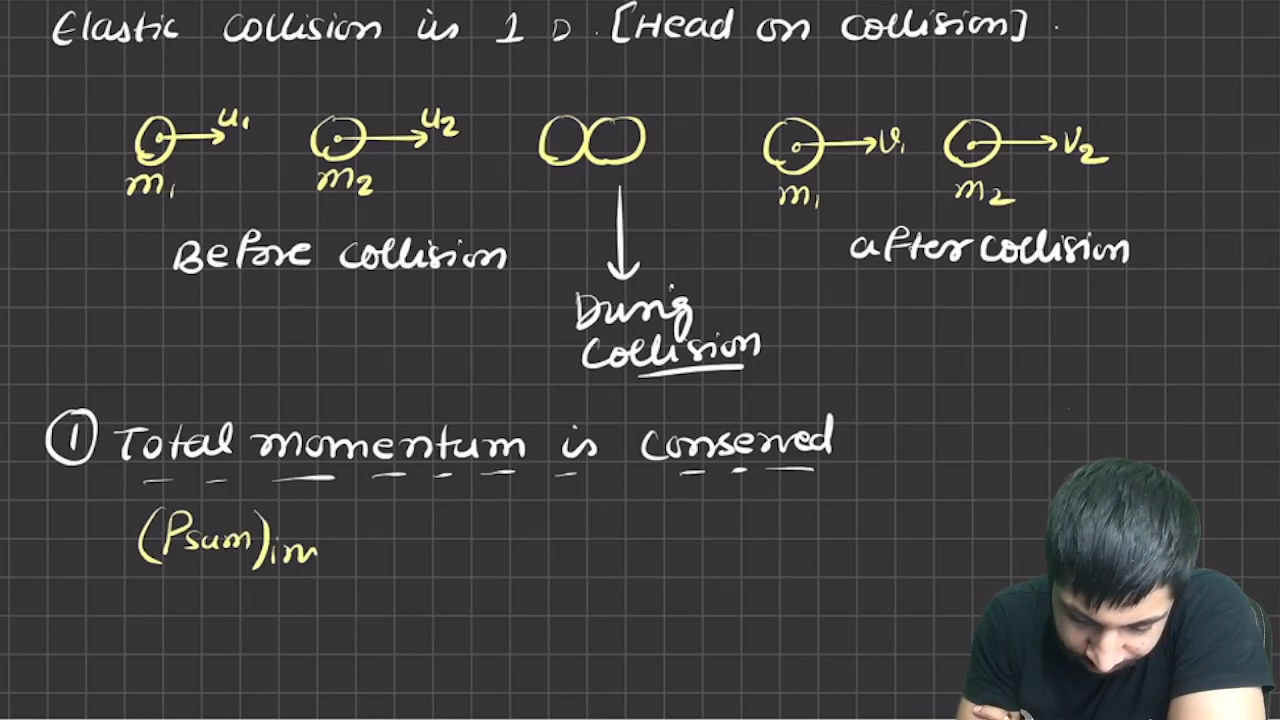 Elastic collision in 1 D. [Head on collision].
u1 u2 v1 v2
m1 m2 m1 m2
Before collision after collision
During
Collision
① Total momentum is conserved
(Psum)in